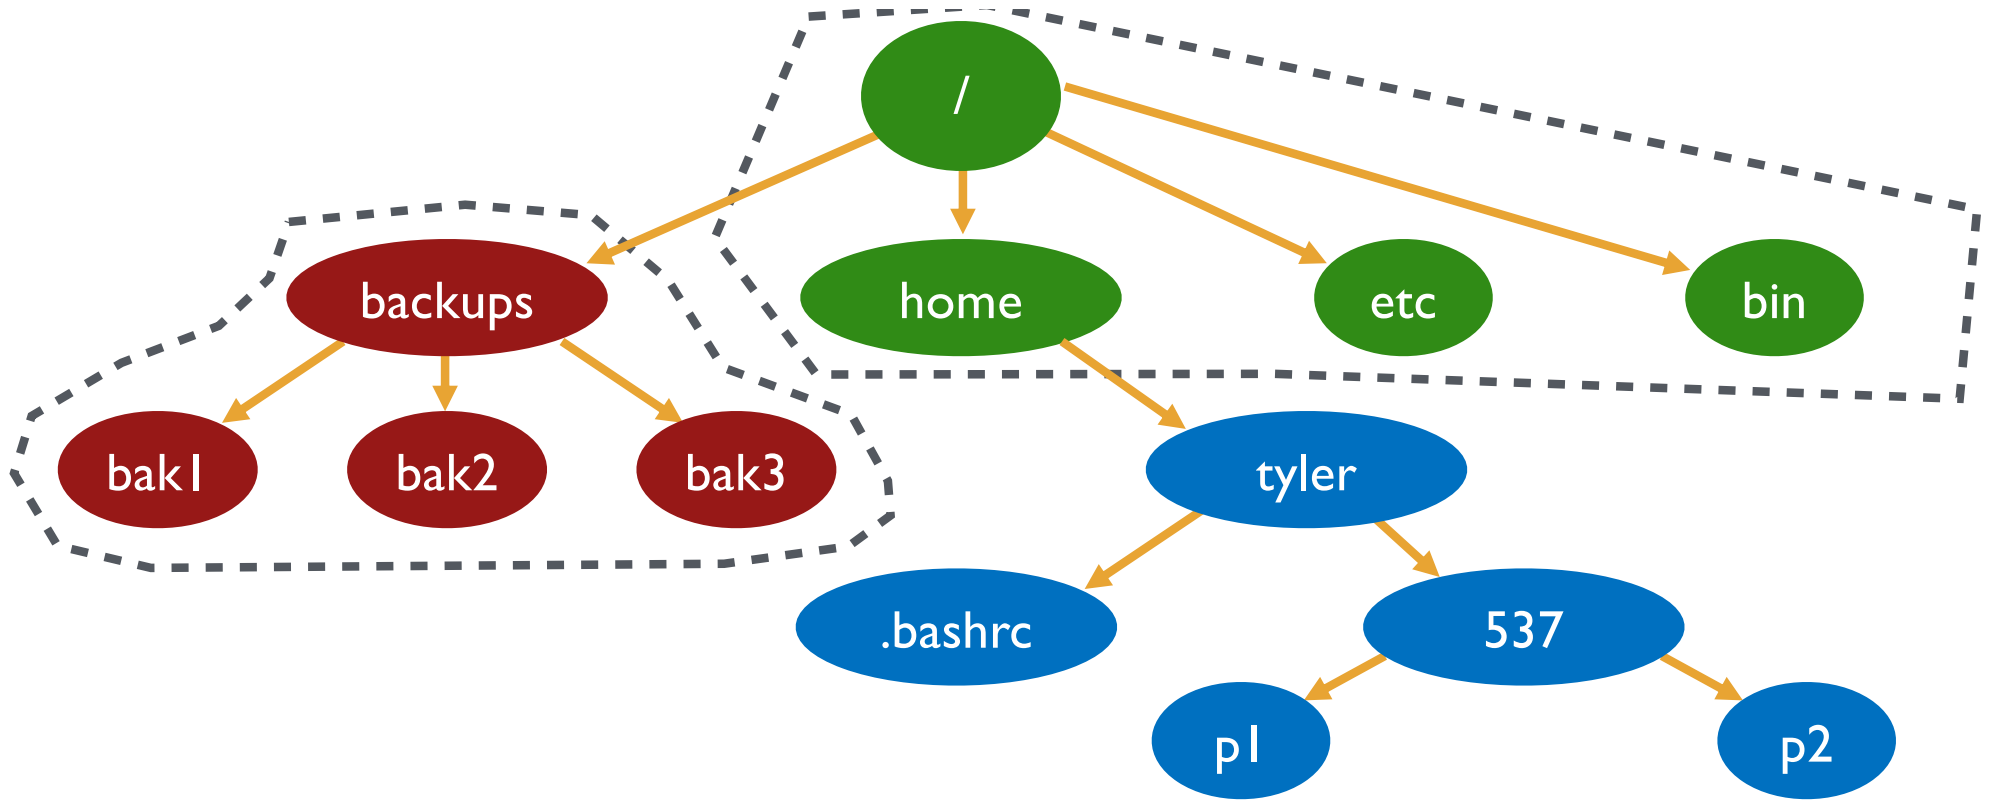 /
backups
home
etc
bin
bak1
bak2
bak3
tyler
.bashrc
537
p1
p2